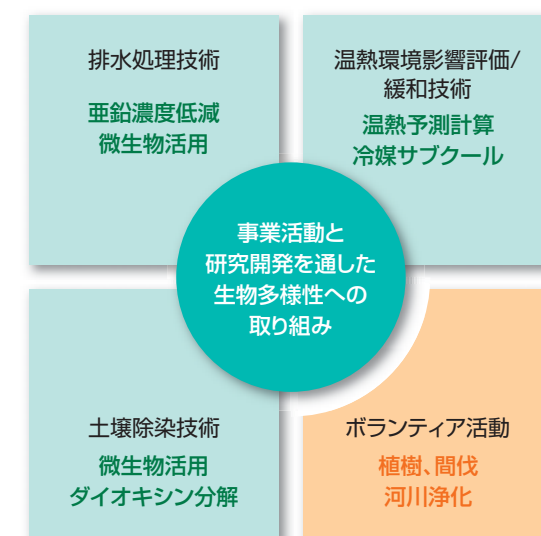 排水処理技術
亜鉛濃度低減
微生物活用
温熱環境影響評価/
緩和技術
温熱予測計算
冷媒サブクール
事業活動と
研究開発を通した
生物多様性への
取り組み
土壌除染技術
微生物活用
ダイオキシン分解
ボランティア活動
植樹、間伐
河川浄化